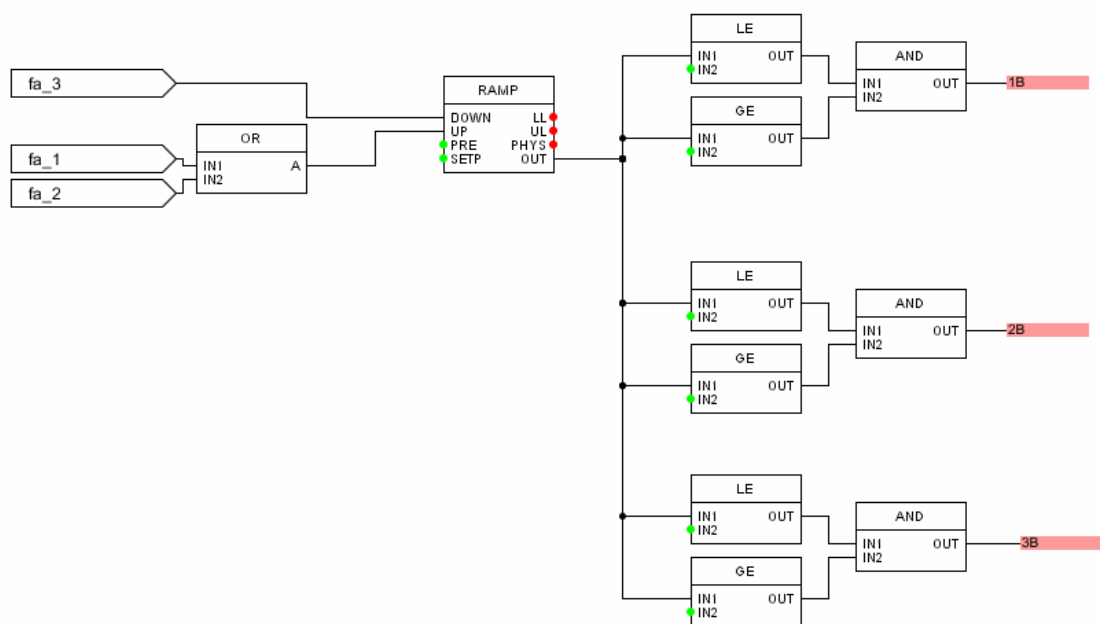 fa_3
fa_1
fa_2
OR
IN1 A
IN2
RAMP
DOWN LL
UP UL
PRE PHYS
SETP OUT
LE
IN1 OUT
IN2
GE
IN1 OUT
IN2
AND
IN1 OUT
IN2
1B
LE
IN1 OUT
IN2
GE
IN1 OUT
IN2
AND
IN1 OUT
IN2
2B
LE
IN1 OUT
IN2
GE
IN1 OUT
IN2
AND
IN1 OUT
IN2
3B